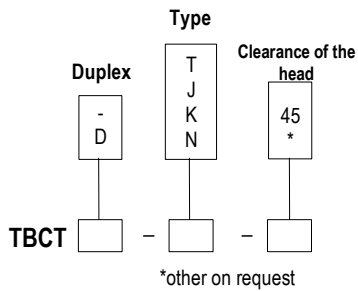 Type
Clearance of the
head
Duplex
T
J
K
N
-
D
45
*
TBCT – –
*other on request